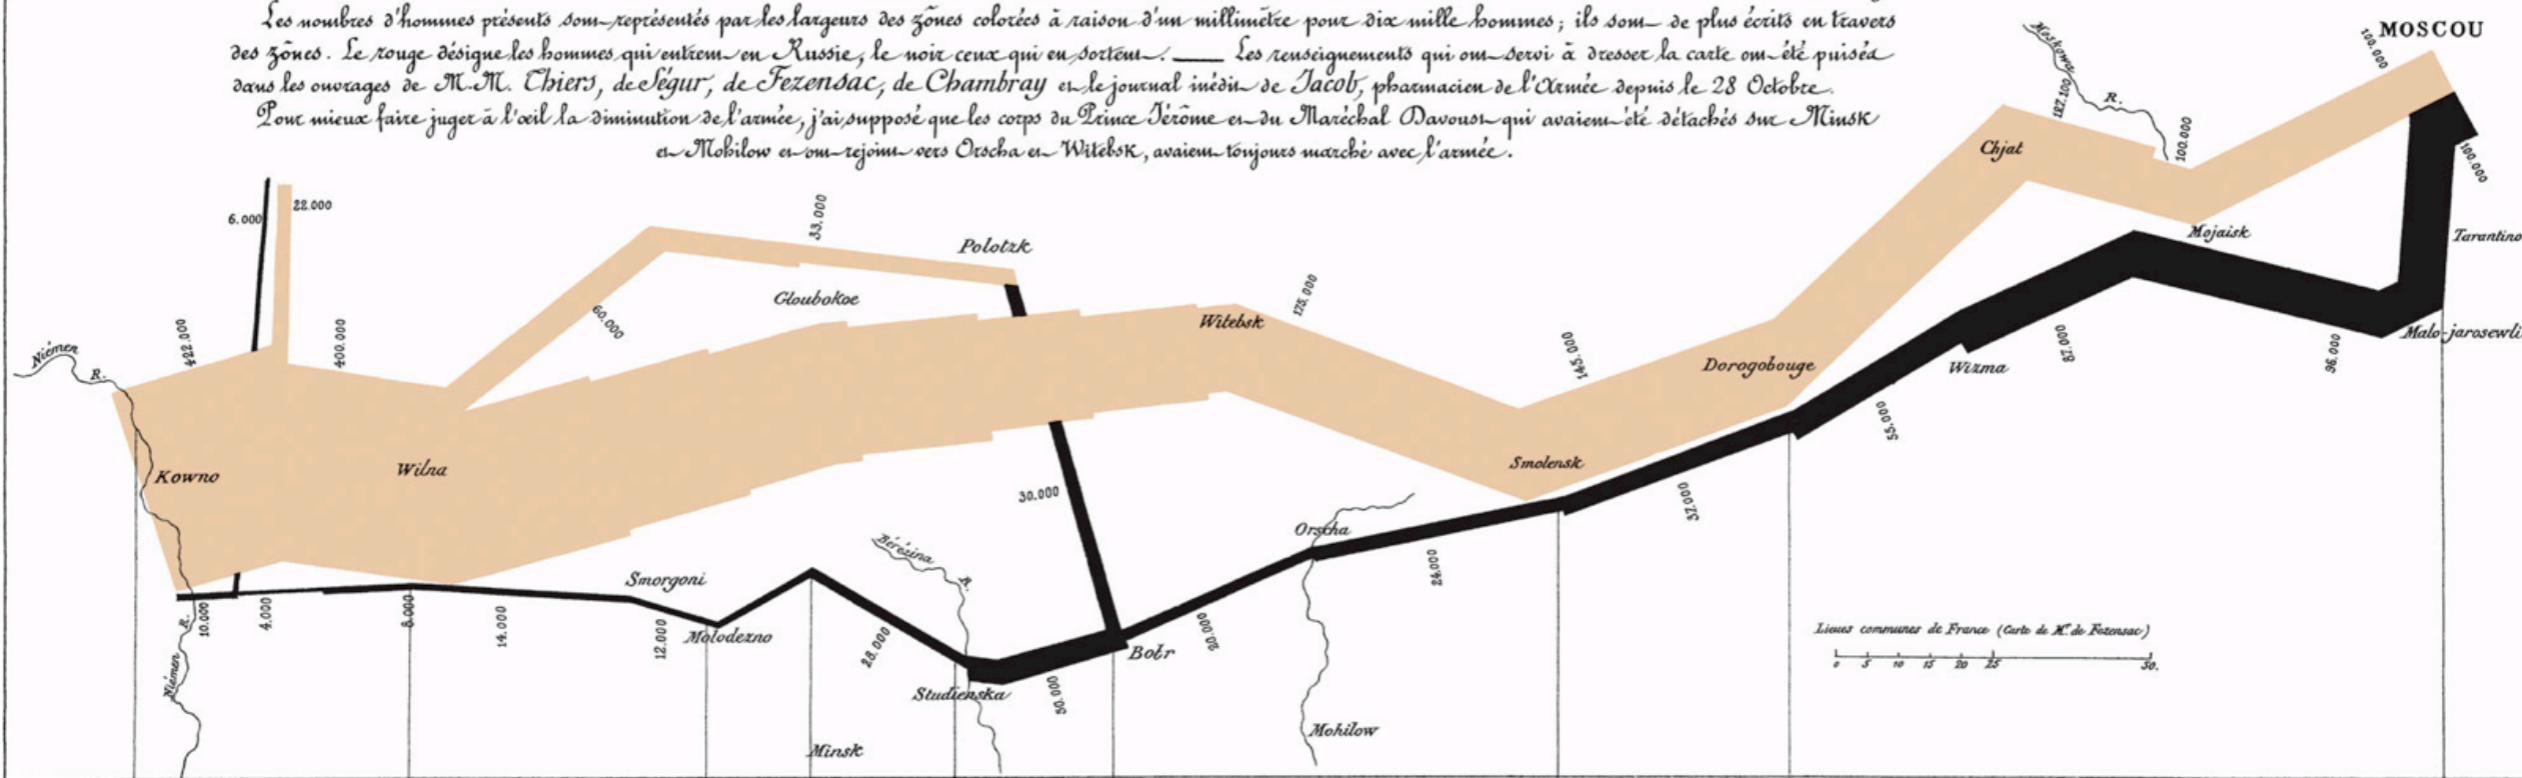 Les nombres d'hommes présents sont représentés par les largeurs des zônes colorées à raison d'un millimètre pour dix mille hommes; ils sont de plus écrits en travers
des zônes. Le rouge désigne les hommes qui entrent en Russie, le noir ceux qui en sortent. ___ Les renseignements qui ont servi à dresser la carte ont été puisés
dans les ouvrages de M.M. Thiers, de Ségur, de Fezensac, de Chambray et le journal inédit de Jacob, pharmacien de l'Armée depuis le 28 Octobre.
Pour mieux faire juger à l'œil la diminution de l'armée, j'ai supposé que les corps du Prince Jérôme et du Maréchal Davoust qui avaient été détachés sur Minsk
et Mohilow et ont rejoint vers Orscha et Witebsk, avaient toujours marché avec l'armée.
MOSCOU
100.000
Moskowa
R.
127.100
100.000
Chjat
100.000
Mojaisk
Tarantino
Malo-jarosewli
6.000
22.000
33.000
Polotzk
Gloubokoe
60.000
422.000
400.000
Niémen
R.
Kowno
Wilna
Witebsk
175.000
145.000
Dorogobouge
Smolensk
Wizma
87.000
96.000
55.000
37.000
30.000
Orscha
24.000
Bérézina
R.
Smorgoni
10.000
4.000
8.000
14.000
12.000
Molodezno
28.000
Studienska
50.000
Bobr
20.000
Niémen
R.
Minsk
Mohilow
Lieues communes de France (Carte de Mr. de Fezensac)
0 5 10 15 20 25 50.